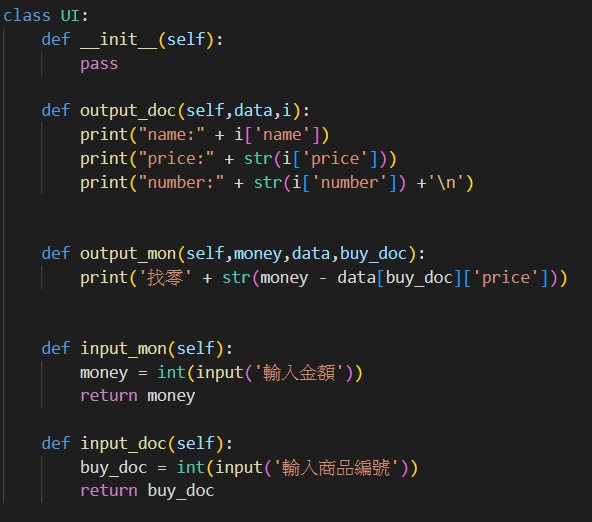 class UI:
    def __init__(self):
        pass

    def output_doc(self,data,i):
        print("name:" + i['name'])
        print("price:" + str(i['price']))
        print("number:" + str(i['number']) +'\n')


    def output_mon(self,money,data,buy_doc):
        print('找零' + str(money - data[buy_doc]['price']))


    def input_mon(self):
        money = int(input('輸入金額'))
        return money

    def input_doc(self):
        buy_doc = int(input('輸入商品編號'))
        return buy_doc